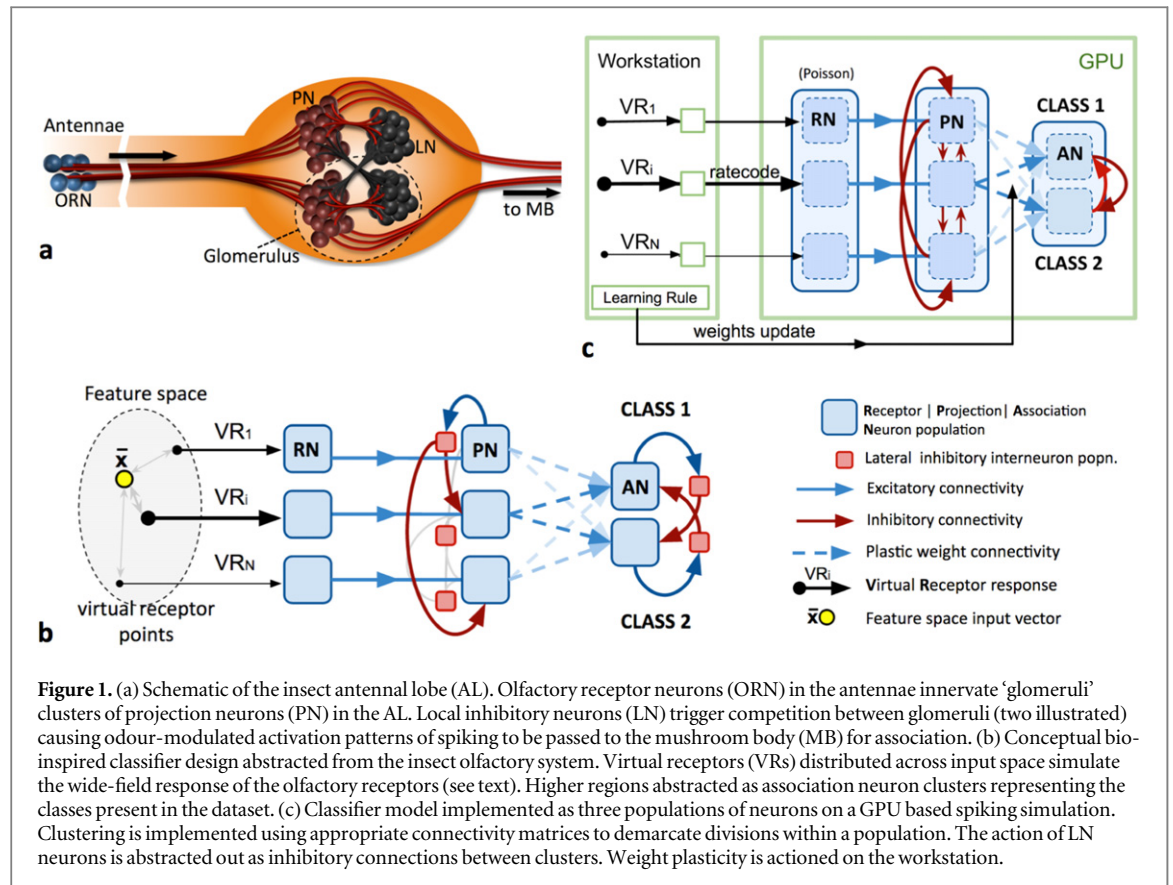 PN
Antennae
LN
ORN
to MB
Glomerulus
a
Workstation
GPU
(Poisson)
VR1
RN
PN
CLASS 1
AN
VRi
ratecode
VRN
CLASS 2
Learning Rule
weights update
c
Feature space
x̄
VR1
RN
PN
CLASS 1
AN
VRi
VRN
CLASS 2
virtual receptor
points
b
Receptor | Projection| Association
Neuron population
Lateral inhibitory interneuron popn.
Excitatory connectivity
Inhibitory connectivity
Plastic weight connectivity
VRi
Virtual Receptor response
x̄ Feature space input vector
Figure 1. (a) Schematic of the insect antennal lobe (AL). Olfactory receptor neurons (ORN) in the antennae innervate ‘glomeruli’
clusters of projection neurons (PN) in the AL. Local inhibitory neurons (LN) trigger competition between glomeruli (two illustrated)
causing odour-modulated activation patterns of spiking to be passed to the mushroom body (MB) for association. (b) Conceptual bio-
inspired classifier design abstracted from the insect olfactory system. Virtual receptors (VRs) distributed across input space simulate
the wide-field response of the olfactory receptors (see text). Higher regions abstracted as association neuron clusters representing the
classes present in the dataset. (c) Classifier model implemented as three populations of neurons on a GPU based spiking simulation.
Clustering is implemented using appropriate connectivity matrices to demarcate divisions within a population. The action of LN
neurons is abstracted out as inhibitory connections between clusters. Weight plasticity is actioned on the workstation.